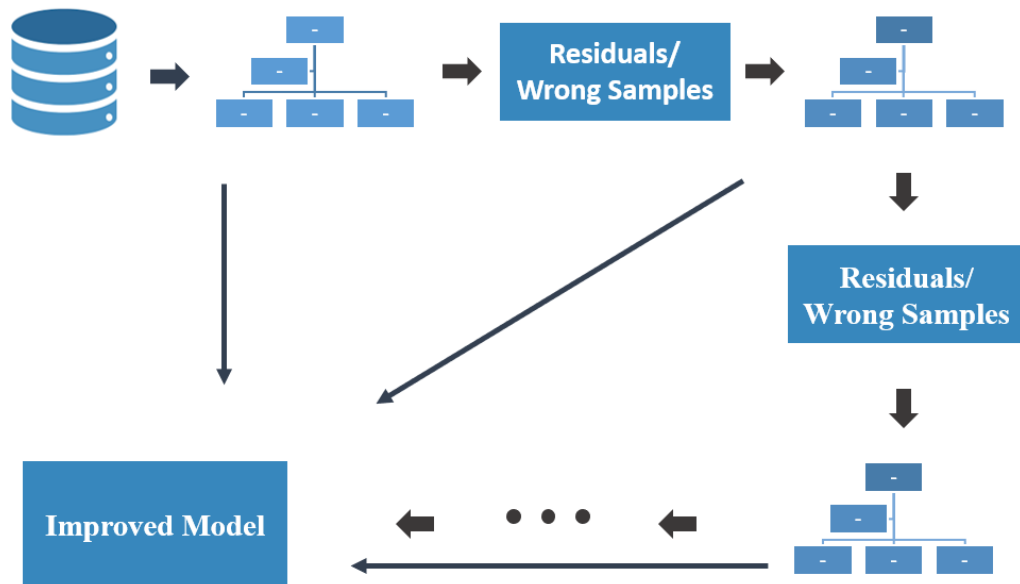 -
-
- - -
Residuals/
Wrong Samples
-
-
- - -
Residuals/
Wrong Samples
Improved Model
• • •
-
-
- - -